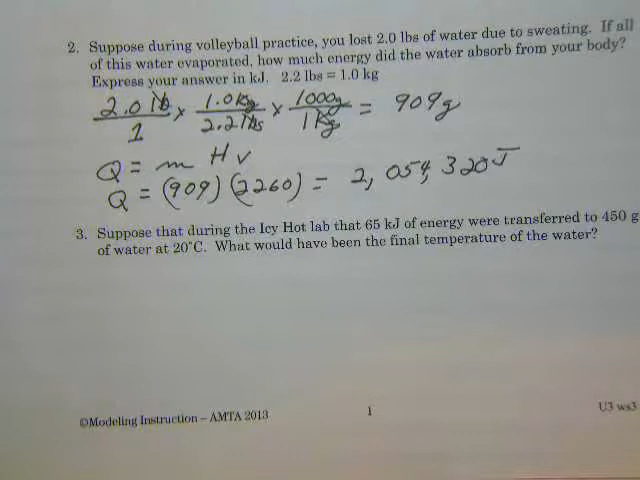 2. Suppose during volleyball practice, you lost 2.0 lbs of water due to sweating. If all
of this water evaporated, how much energy did the water absorb from your body?
Express your answer in kJ. 2.2 lbs = 1.0 kg
2.0 lb/1 x 1.0 Kg/2.2 lbs x 1000g/1 Kg = 909g
Q = m Hv
Q = (909) (2260) = 2,054,320 J
3. Suppose that during the Icy Hot lab that 65 kJ of energy were transferred to 450 g
of water at 20°C. What would have been the final temperature of the water?
©Modeling Instruction – AMTA 2013
1
U3 ws3